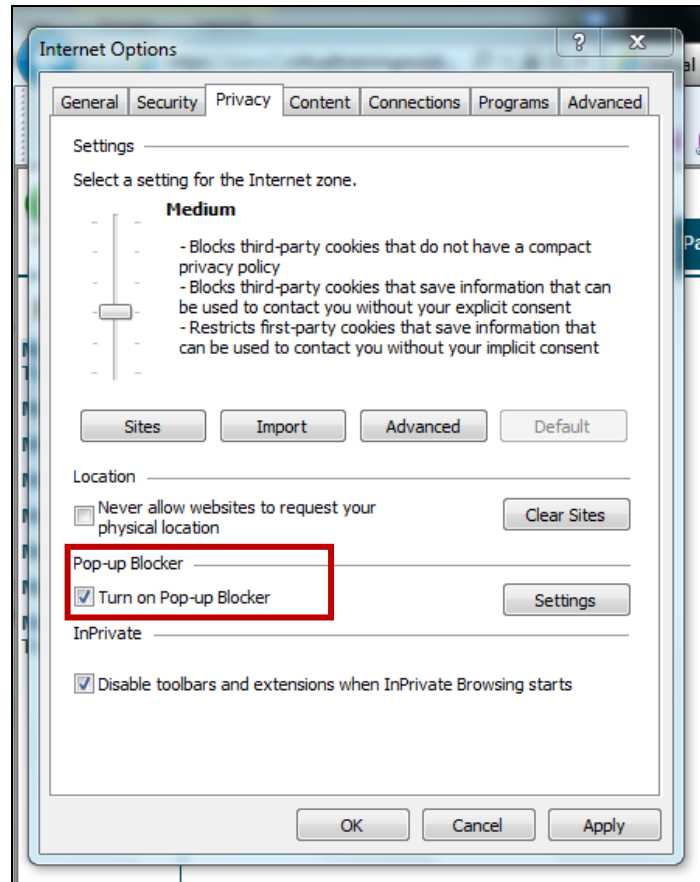 Internet Options
General Security Privacy Content Connections Programs Advanced
Settings
Select a setting for the Internet zone.
Medium
- Blocks third-party cookies that do not have a compact
privacy policy
- Blocks third-party cookies that save information that can
be used to contact you without your explicit consent
- Restricts first-party cookies that save information that
can be used to contact you without your implicit consent
Sites Import Advanced Default
Location
Never allow websites to request your
physical location
Clear Sites
Pop-up Blocker
Turn on Pop-up Blocker
Settings
InPrivate
Disable toolbars and extensions when InPrivate Browsing starts
OK Cancel Apply